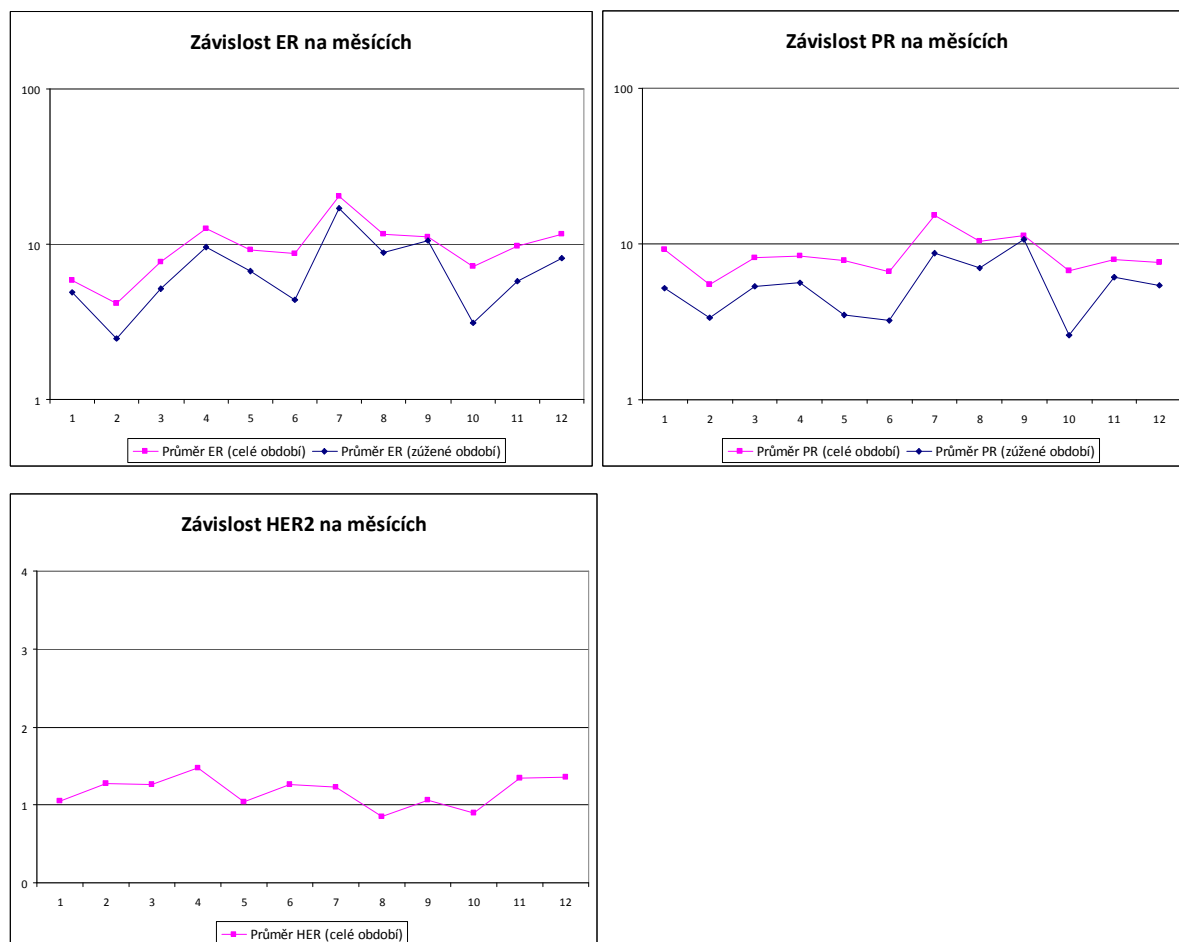 Závislost ER na měsících
100
10
1
1 2 3 4 5 6 7 8 9 10 11 12
Průměr ER (celé období) Průměr ER (zúžené období)
Závislost PR na měsících
100
10
1
1 2 3 4 5 6 7 8 9 10 11 12
Průměr PR (celé období) Průměr PR (zúžené období)
Závislost HER2 na měsících
4
3
2
1
0
1 2 3 4 5 6 7 8 9 10 11 12
Průměr HER (celé období)